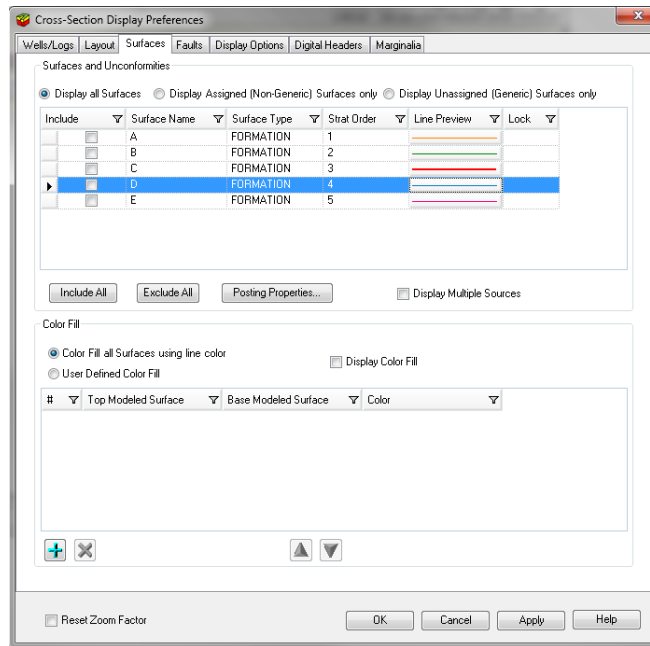 Cross-Section Display Preferences
Wells/Logs Layout Surfaces Faults Display Options Digital Headers Marginalia
Surfaces and Unconformities
Display all Surfaces Display Assigned (Non-Generic) Surfaces only Display Unassigned (Generic) Surfaces only
Include Surface Name Surface Type Strat Order Line Preview Lock
A FORMATION 1
B FORMATION 2
C FORMATION 3
D FORMATION 4
E FORMATION 5
Include All Exclude All Posting Properties... Display Multiple Sources
Color Fill
Color Fill all Surfaces using line color
Display Color Fill
User Defined Color Fill
# Top Modeled Surface Base Modeled Surface Color
Reset Zoom Factor OK Cancel Apply Help